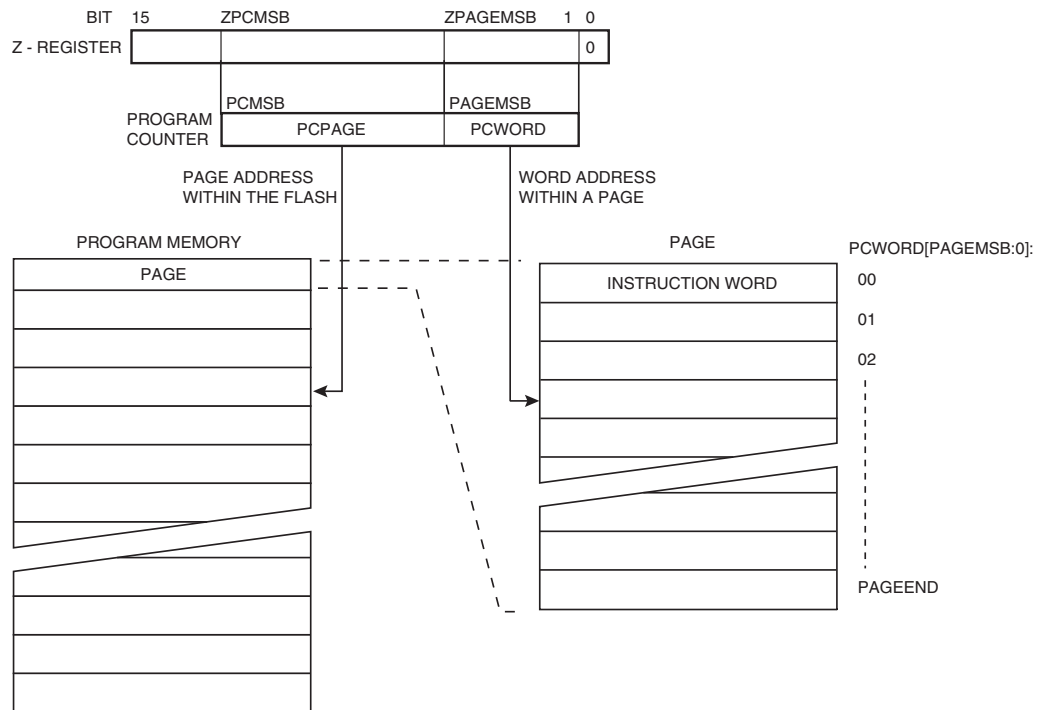 BIT 15 ZPCMSB ZPAGEMSB 1 0
Z - REGISTER 0
PCMSB PAGEMSB
PROGRAM
COUNTER
PCPAGE PCWORD
PAGE ADDRESS
WITHIN THE FLASH
WORD ADDRESS
WITHIN A PAGE
PROGRAM MEMORY
PAGE
PAGE
INSTRUCTION WORD
PCWORD[PAGEMSB:0]:
00
01
02
PAGEEND